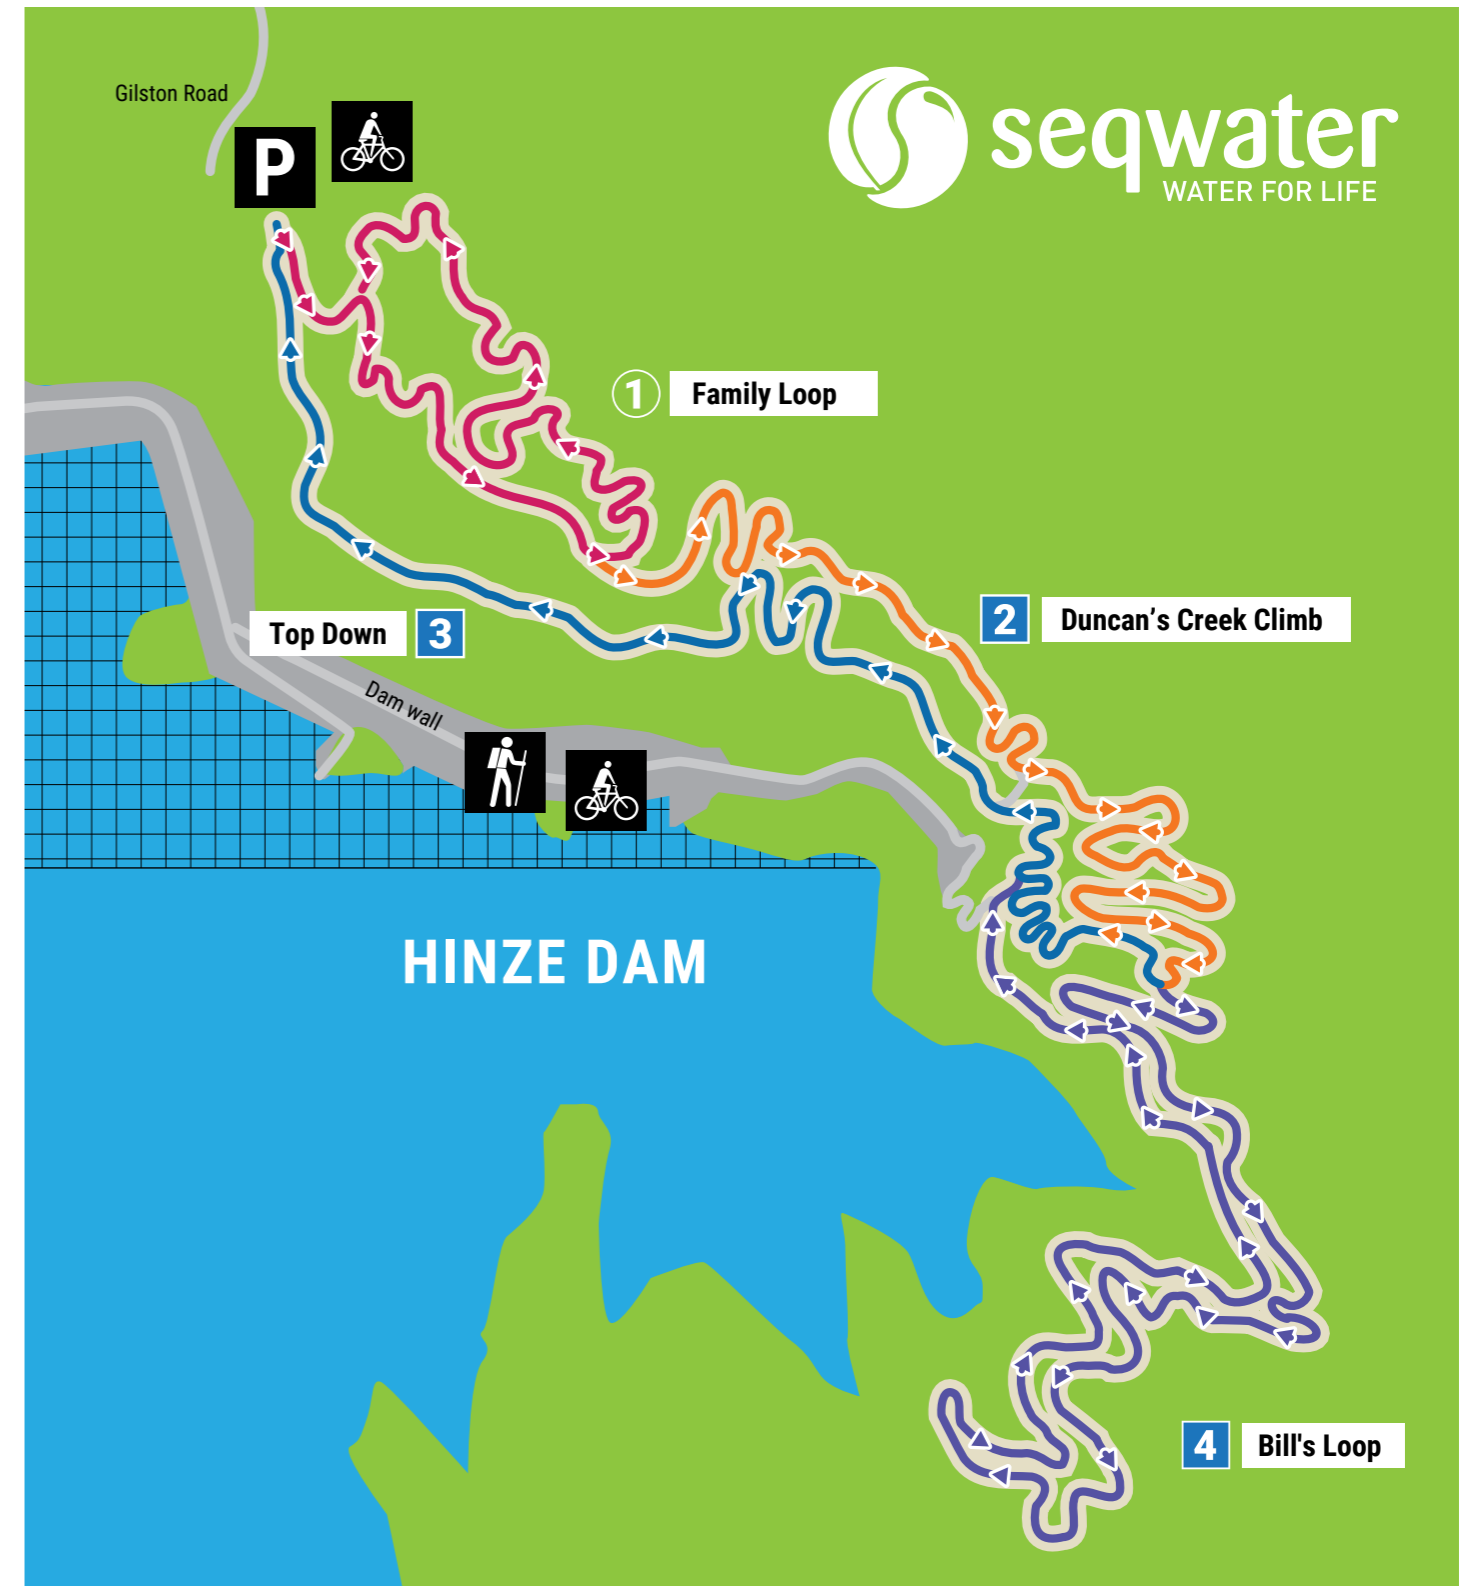 Gilston Road
P
seqwater
WATER FOR LIFE
1 Family Loop
2 Duncan’s Creek Climb
Top Down 3
Dam wall
HINZE DAM
4 Bill's Loop